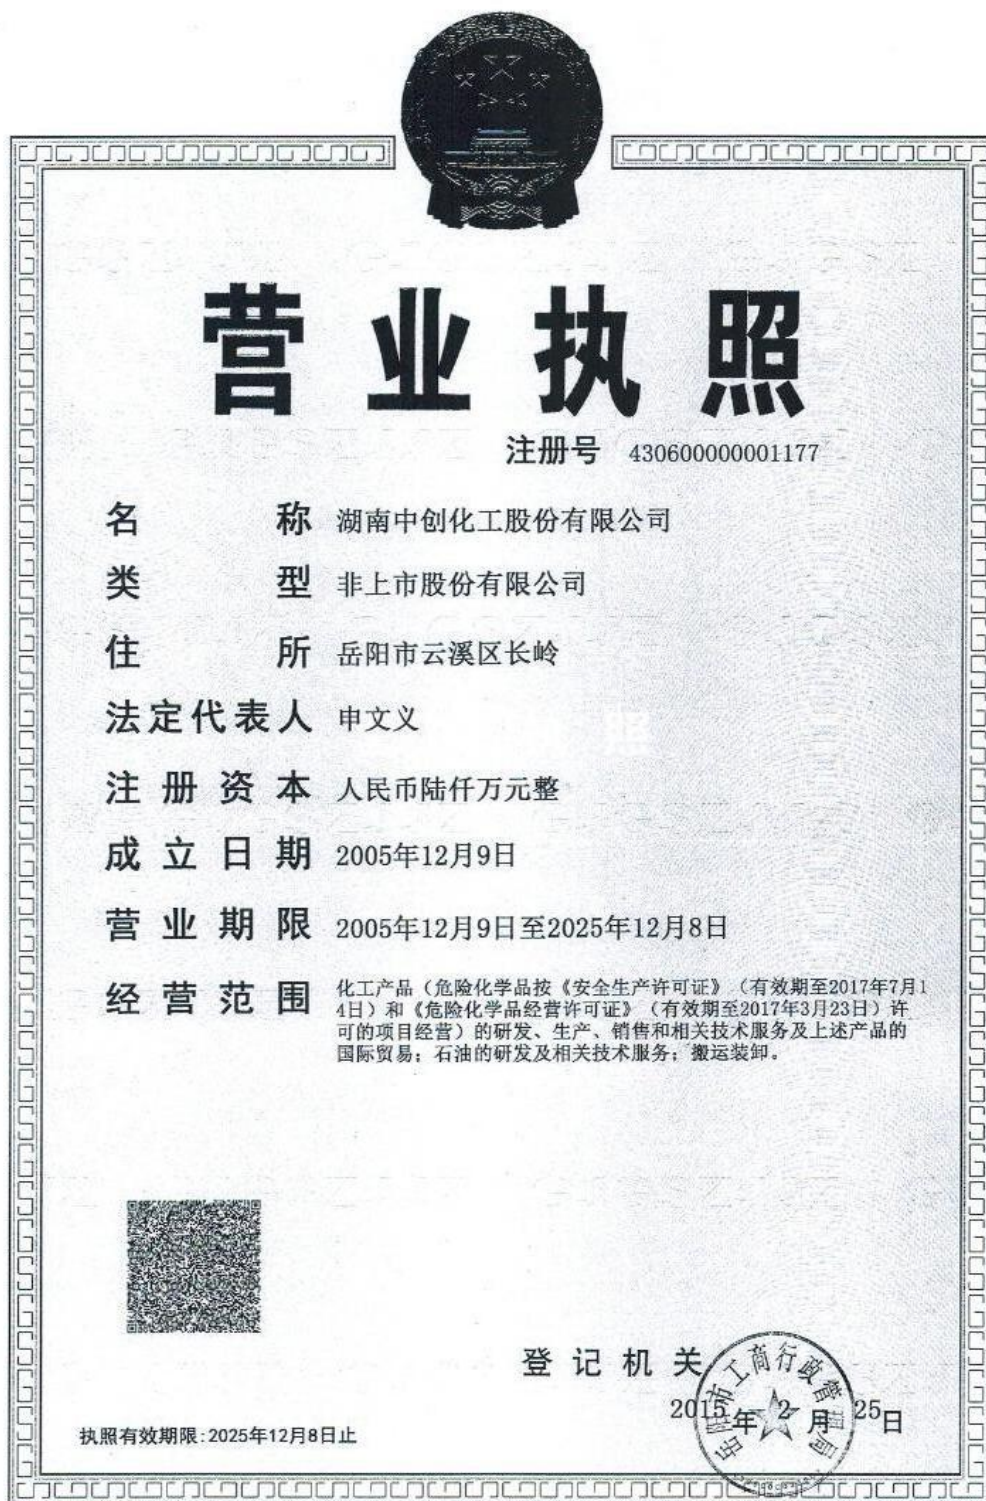 营业执照
注册号 430600000001177
名称 湖南中创化工股份有限公司
类型 非上市股份有限公司
住所 岳阳市云溪区长岭
法定代表人 申文义
注册资本 人民币陆仟万元整
成立日期 2005年12月9日
营业期限 2005年12月9日至2025年12月8日
经营范围 化工产品（危险化学品按《安全生产许可证》（有效期至2017年7月1
4日）和《危险化学品经营许可证》（有效期至2017年3月23日）许
可的项目经营）的研发、生产、销售和相关技术服务及上述产品的
国际贸易；石油的研发及相关技术服务；搬运装卸。
登记机关
岳阳市工商行政管理局
2015年2月25日
执照有效期限:2025年12月8日止